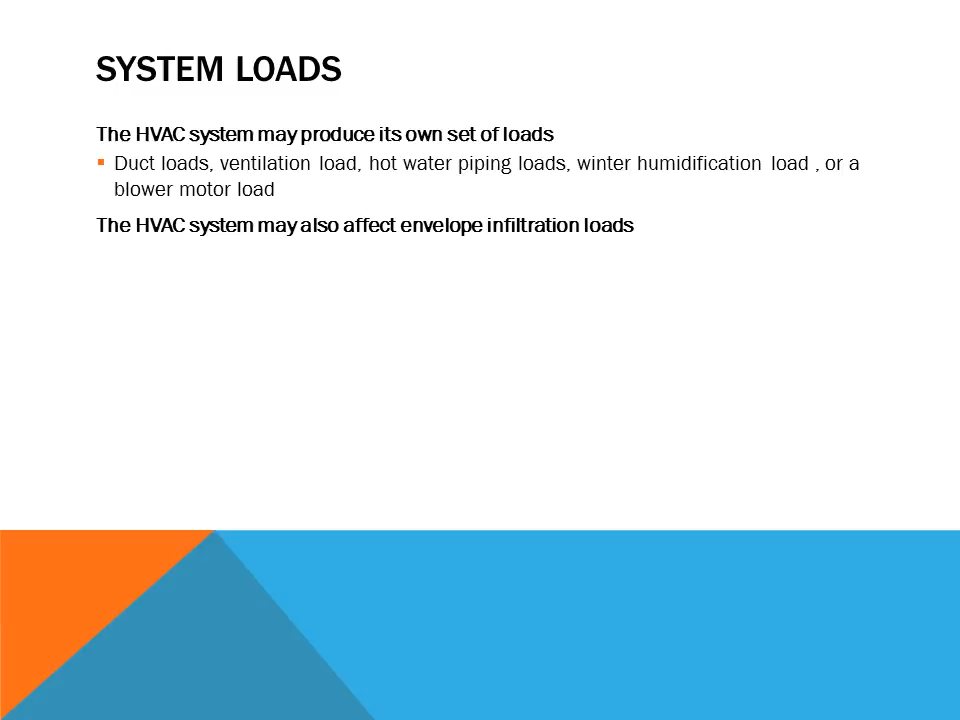 SYSTEM LOADS
The HVAC system may produce its own set of loads
▪ Duct loads, ventilation load, hot water piping loads, winter humidification load , or a
blower motor load
The HVAC system may also affect envelope infiltration loads